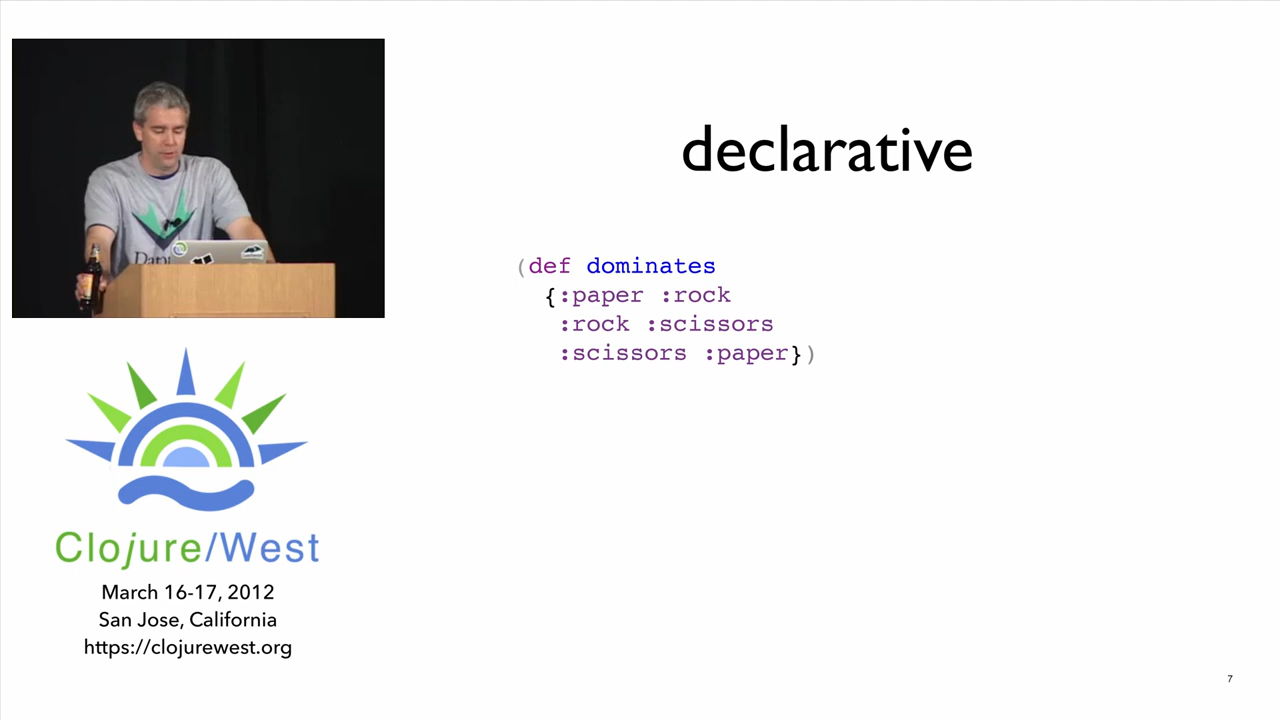 declarative
(def dominates
{:paper :rock
:rock :scissors
:scissors :paper})
Clojure/West
March 16-17, 2012
San Jose, California
https://clojurewest.org
7